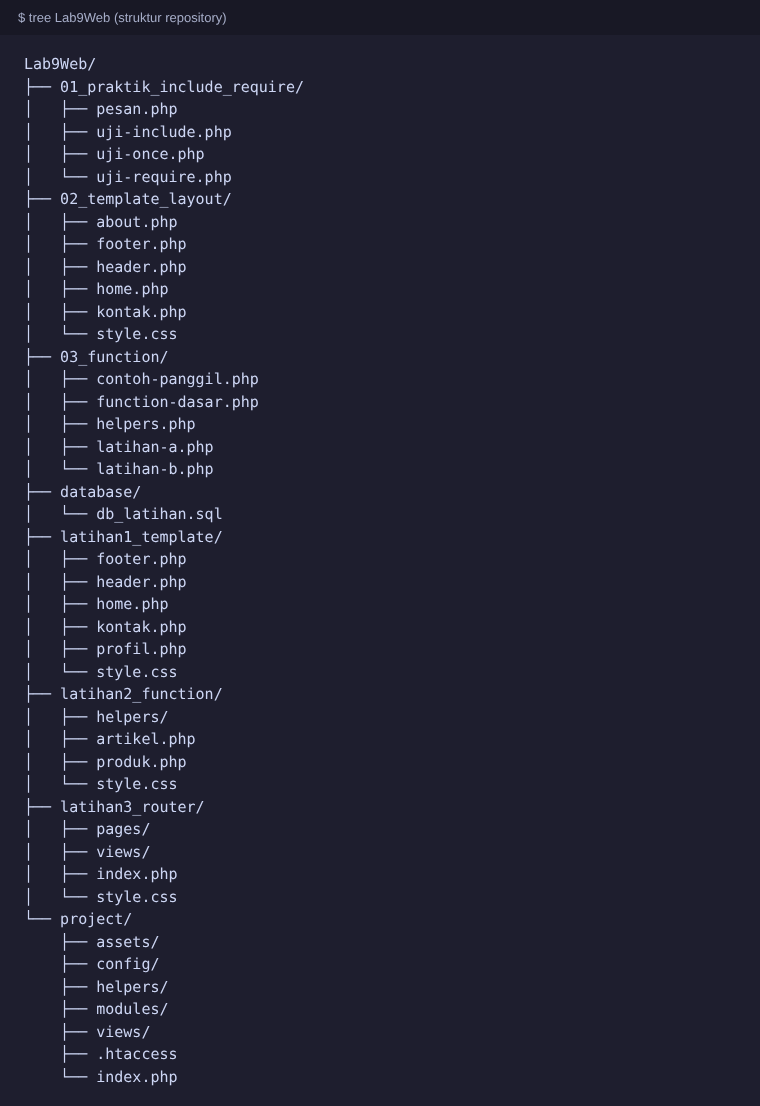 $ tree Lab9Web (struktur repository)
Lab9Web/
├── 01_praktik_include_require/
│   ├── pesan.php
│   ├── uji-include.php
│   ├── uji-once.php
│   └── uji-require.php
├── 02_template_layout/
│   ├── about.php
│   ├── footer.php
│   ├── header.php
│   ├── home.php
│   ├── kontak.php
│   └── style.css
├── 03_function/
│   ├── contoh-panggil.php
│   ├── function-dasar.php
│   ├── helpers.php
│   ├── latihan-a.php
│   └── latihan-b.php
├── database/
│   └── db_latihan.sql
├── latihan1_template/
│   ├── footer.php
│   ├── header.php
│   ├── home.php
│   ├── kontak.php
│   ├── profil.php
│   └── style.css
├── latihan2_function/
│   ├── helpers/
│   ├── artikel.php
│   ├── produk.php
│   └── style.css
├── latihan3_router/
│   ├── pages/
│   ├── views/
│   ├── index.php
│   └── style.css
└── project/
    ├── assets/
    ├── config/
    ├── helpers/
    ├── modules/
    ├── views/
    ├── .htaccess
    └── index.php